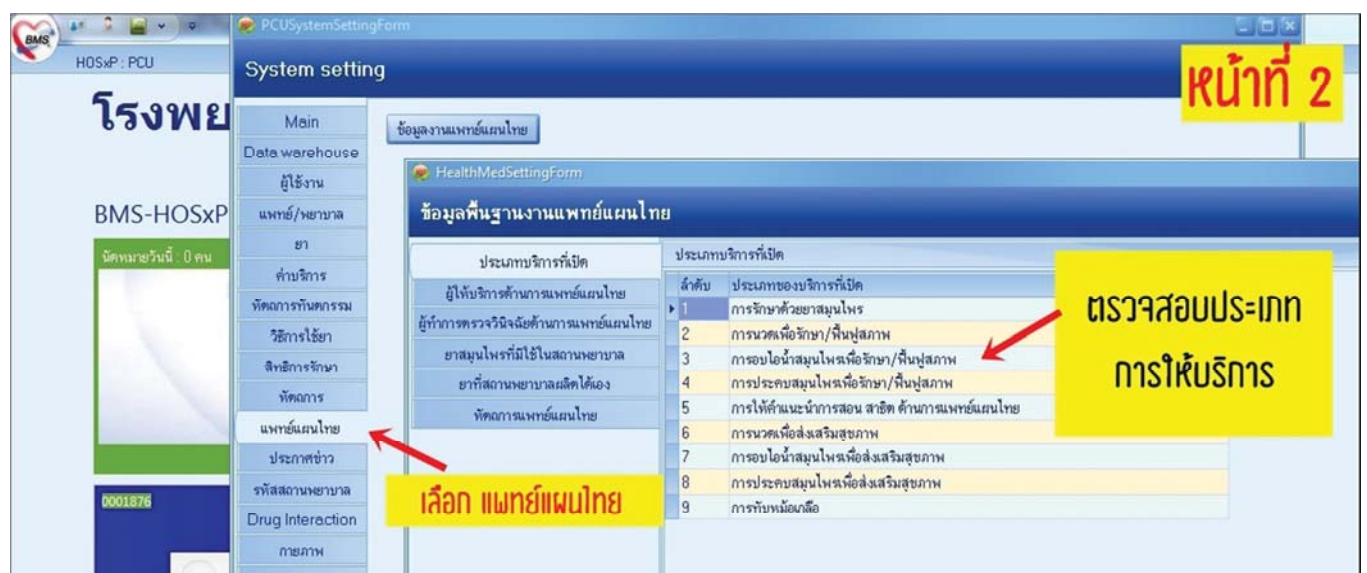 BMS
PCUSystemSettingForm
HOSxP : PCU
System setting
หน้าที่ 2
โรงพย
BMS-HOSxP
นัดหมายวันนี้ : 0 คน
0001876
Main
Data warehouse
ผู้ใช้งาน
แพทย์/พยาบาล
ยา
ค่าบริการ
หัตถการทันตกรรม
วิธีการใช้ยา
สิทธิการรักษา
หัตถการ
แพทย์แผนไทย
ประกาศข่าว
รหัสสถานพยาบาล
Drug Interaction
กายภาพ
ข้อมูลงานแพทย์แผนไทย
HealthMedSettingForm
ข้อมูลพื้นฐานงานแพทย์แผนไทย
ประเภทบริการที่เปิด
ผู้ให้บริการด้านการแพทย์แผนไทย
ผู้ทำการตรวจวินิจฉัยด้านการแพทย์แผนไทย
ยาสมุนไพรที่มีใช้ในสถานพยาบาล
ยาที่สถานพยาบาลผลิตได้เอง
หัตถการแพทย์แผนไทย
ประเภทบริการที่เปิด
ลำดับ ประเภทของบริการที่เปิด
1 การรักษาด้วยยาสมุนไพร
2 การนวดเพื่อรักษา/ฟื้นฟูสภาพ
3 การอบไอน้ำสมุนไพรเพื่อรักษา/ฟื้นฟูสภาพ
4 การประคบสมุนไพรเพื่อรักษา/ฟื้นฟูสภาพ
5 การให้คำแนะนำการสอน สาธิต ด้านการแพทย์แผนไทย
6 การนวดเพื่อส่งเสริมสุขภาพ
7 การอบไอน้ำสมุนไพรเพื่อส่งเสริมสุขภาพ
8 การประคบสมุนไพรเพื่อส่งเสริมสุขภาพ
9 การทับหม้อเกลือ
ตรวจสอบประเภท
การให้บริการ
เลือก แพทย์แผนไทย